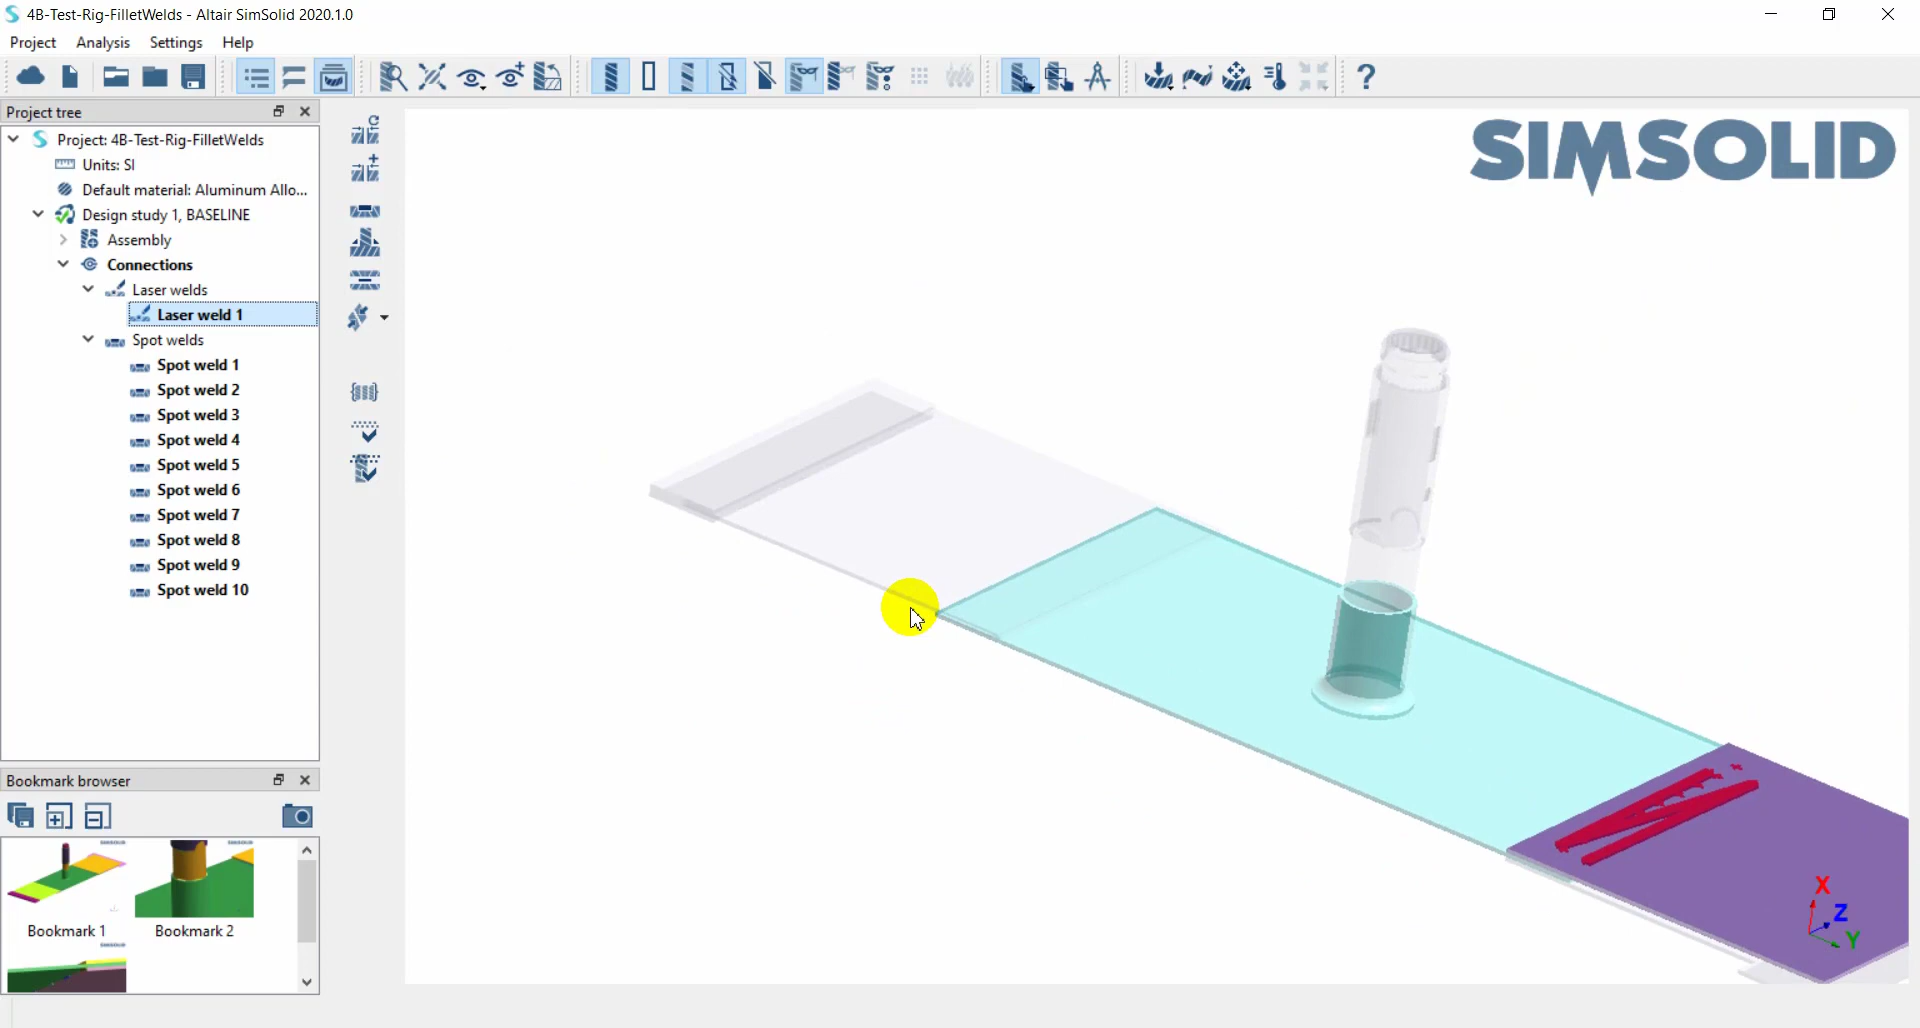 4B-Test-Rig-FilletWelds - Altair SimSolid 2020.1.0
Project Analysis Settings Help
Project tree
Project: 4B-Test-Rig-FilletWelds
Units: SI
Default material: Aluminum Allo...
Design study 1, BASELINE
Assembly
Connections
Laser welds
Laser weld 1
Spot welds
Spot weld 1
Spot weld 2
Spot weld 3
Spot weld 4
Spot weld 5
Spot weld 6
Spot weld 7
Spot weld 8
Spot weld 9
Spot weld 10
Bookmark browser
Bookmark 1
Bookmark 2
SIMSOLID
X
Z
Y